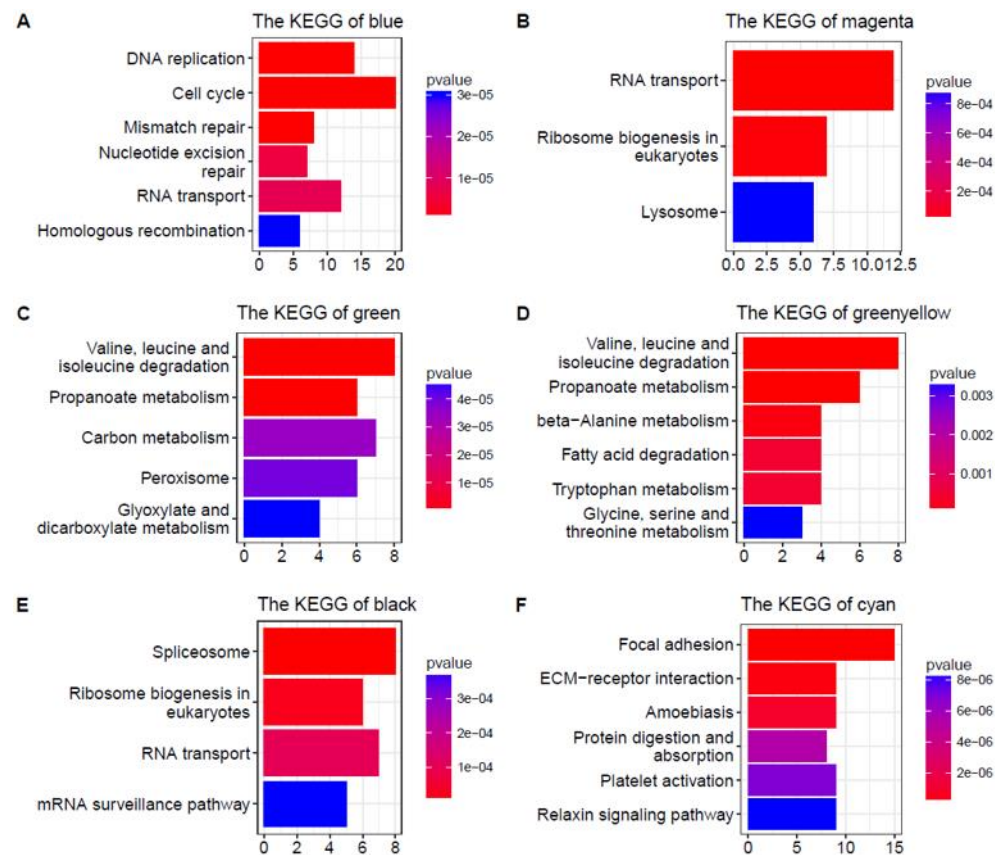 A
The KEGG of blue
DNA replication
Cell cycle
Mismatch repair
Nucleotide excision
repair
RNA transport
Homologous recombination
0 5 10 15 20
pvalue
3e-05
2e-05
1e-05
B
The KEGG of magenta
RNA transport
Ribosome biogenesis in
eukaryotes
Lysosome
0.0 2.5 5.0 7.5 10.0 12.5
pvalue
8e-04
6e-04
4e-04
2e-04
C
The KEGG of green
Valine, leucine and
isoleucine degradation
Propanoate metabolism
Carbon metabolism
Peroxisome
Glyoxylate and
dicarboxylate metabolism
0 2 4 6 8
pvalue
4e-05
3e-05
2e-05
1e-05
D
The KEGG of greenyellow
Valine, leucine and
isoleucine degradation
Propanoate metabolism
beta−Alanine metabolism
Fatty acid degradation
Tryptophan metabolism
Glycine, serine and
threonine metabolism
0 2 4 6 8
pvalue
0.003
0.002
0.001
E
The KEGG of black
Spliceosome
Ribosome biogenesis in
eukaryotes
RNA transport
mRNA surveillance pathway
0 2 4 6 8
pvalue
3e-04
2e-04
1e-04
F
The KEGG of cyan
Focal adhesion
ECM−receptor interaction
Amoebiasis
Protein digestion and
absorption
Platelet activation
Relaxin signaling pathway
0 5 10 15
pvalue
8e-06
6e-06
4e-06
2e-06